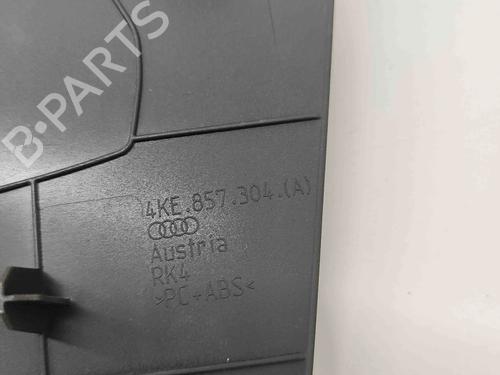 B-PARTS
4KE.857.304.(A)
Austria
RK4
>PC+ABS<